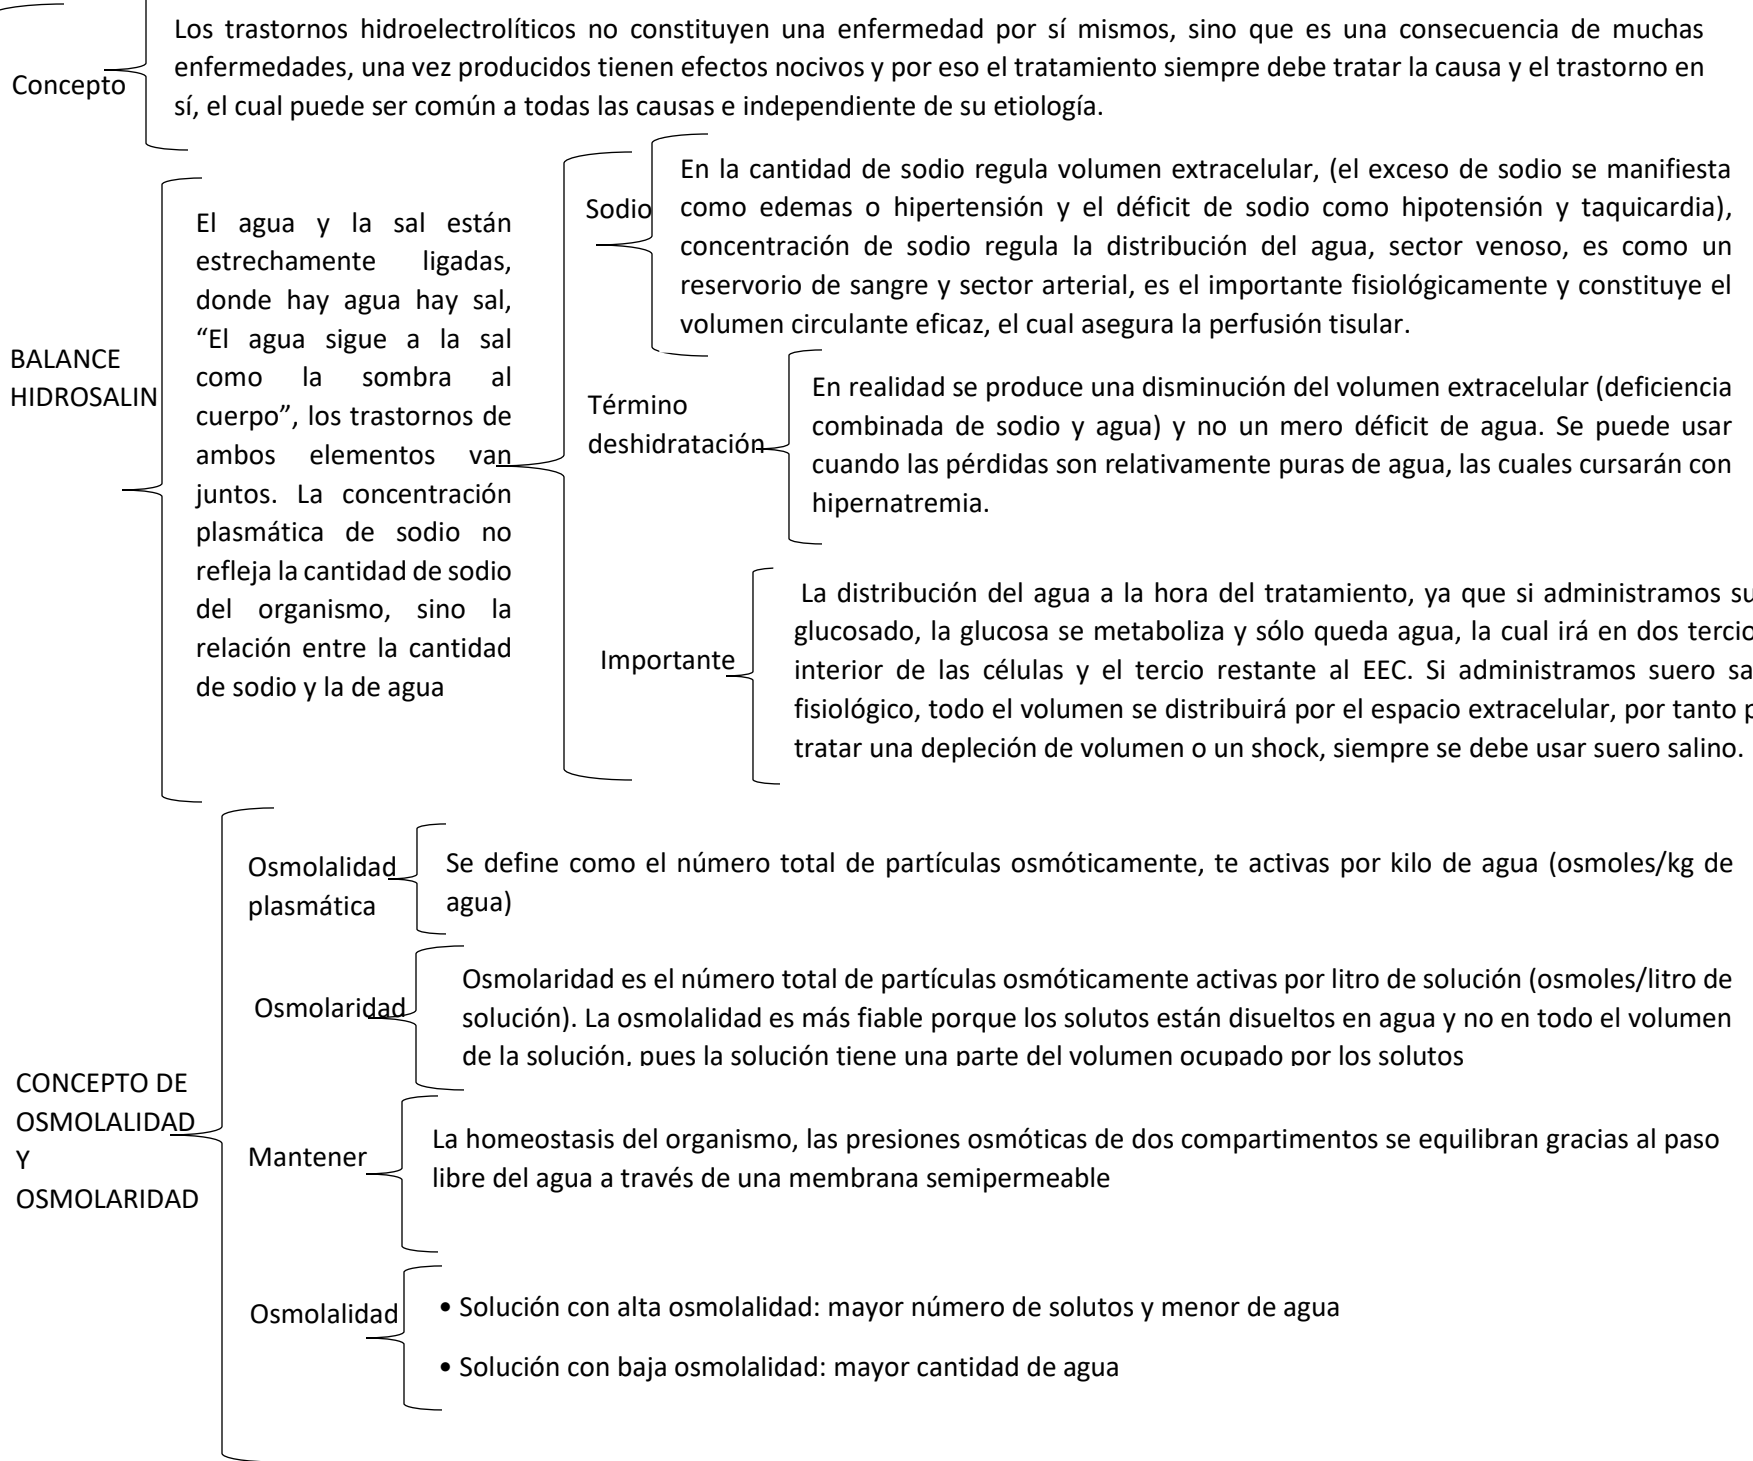 Concepto
Los trastornos hidroelectrolíticos no constituyen una enfermedad por sí mismos, sino que es una consecuencia de muchas
enfermedades, una vez producidos tienen efectos nocivos y por eso el tratamiento siempre debe tratar la causa y el trastorno en
sí, el cual puede ser común a todas las causas e independiente de su etiología.
BALANCE
HIDROSALIN
El agua y la sal están
estrechamente ligadas,
donde hay agua hay sal,
“El agua sigue a la sal
como la sombra al
cuerpo”, los trastornos de
ambos elementos van
juntos. La concentración
plasmática de sodio no
refleja la cantidad de sodio
del organismo, sino la
relación entre la cantidad
de sodio y la de agua
Sodio
En la cantidad de sodio regula volumen extracelular, (el exceso de sodio se manifiesta
como edemas o hipertensión y el déficit de sodio como hipotensión y taquicardia),
concentración de sodio regula la distribución del agua, sector venoso, es como un
reservorio de sangre y sector arterial, es el importante fisiológicamente y constituye el
volumen circulante eficaz, el cual asegura la perfusión tisular.
Término
deshidratación
En realidad se produce una disminución del volumen extracelular (deficiencia
combinada de sodio y agua) y no un mero déficit de agua. Se puede usar
cuando las pérdidas son relativamente puras de agua, las cuales cursarán con
hipernatremia.
Importante
La distribución del agua a la hora del tratamiento, ya que si administramos su
glucosado, la glucosa se metaboliza y sólo queda agua, la cual irá en dos tercio
interior de las células y el tercio restante al EEC. Si administramos suero sa
fisiológico, todo el volumen se distribuirá por el espacio extracelular, por tanto p
tratar una depleción de volumen o un shock, siempre se debe usar suero salino.
CONCEPTO DE
OSMOLALIDAD
Y
OSMOLARIDAD
Osmolalidad
plasmática
Se define como el número total de partículas osmóticamente, te activas por kilo de agua (osmoles/kg de
agua)
Osmolaridad
Osmolaridad es el número total de partículas osmóticamente activas por litro de solución (osmoles/litro de
solución). La osmolalidad es más fiable porque los solutos están disueltos en agua y no en todo el volumen
de la solución, pues la solución tiene una parte del volumen ocupado por los solutos
Mantener
La homeostasis del organismo, las presiones osmóticas de dos compartimentos se equilibran gracias al paso
libre del agua a través de una membrana semipermeable
Osmolalidad
• Solución con alta osmolalidad: mayor número de solutos y menor de agua
• Solución con baja osmolalidad: mayor cantidad de agua